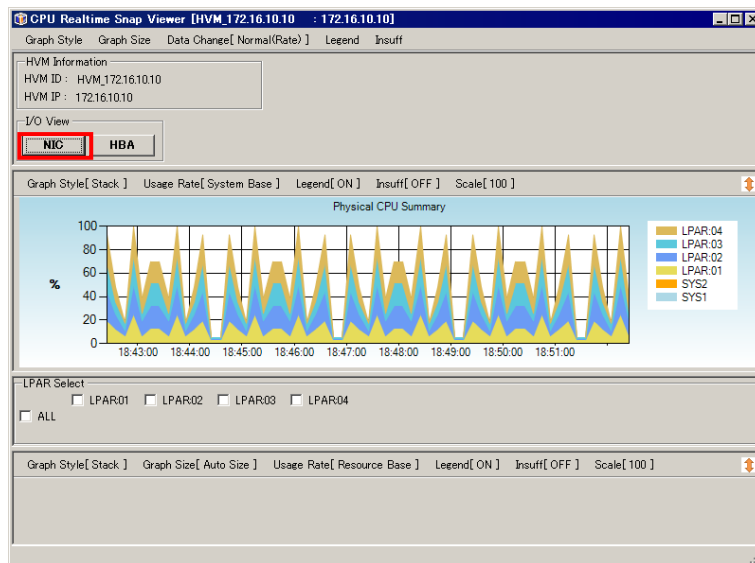 CPU Realtime Snap Viewer [HVM_172.16.10.10 : 172.16.10.10]
Graph Style Graph Size Data Change[ Normal(Rate) ] Legend Insuff
HVM Information
HVM ID : HVM_172.16.10.10
HVM IP : 172.16.10.10
I/O View
NIC HBA
Graph Style[ Stack ] Usage Rate[ System Base ] Legend[ ON ] Insuff[ OFF ] Scale[ 100 ]
Physical CPU Summary
100
80
60
40
20
0
%
18:43:00 18:44:00 18:45:00 18:46:00 18:47:00 18:48:00 18:49:00 18:50:00 18:51:00
LPAR:04
LPAR:03
LPAR:02
LPAR:01
SYS2
SYS1
LPAR Select
LPAR:01 LPAR:02 LPAR:03 LPAR:04
ALL
Graph Style[ Stack ] Graph Size[ Auto Size ] Usage Rate[ Resource Base ] Legend[ ON ] Insuff[ OFF ] Scale[ 100 ]